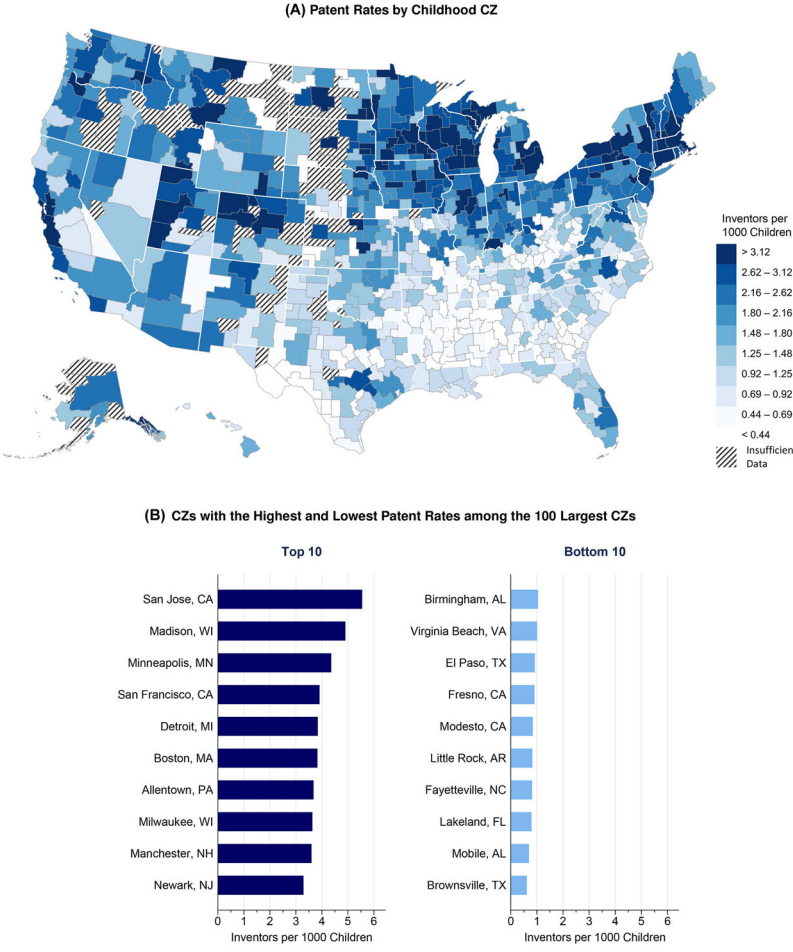 (A) Patent Rates by Childhood CZ
Inventors per
1000 Children
> 3.12
2.62 – 3.12
2.16 – 2.62
1.80 – 2.16
1.48 – 1.80
1.25 – 1.48
0.92 – 1.25
0.69 – 0.92
0.44 – 0.69
< 0.44
Insufficien
Data
(B) CZs with the Highest and Lowest Patent Rates among the 100 Largest CZs
Top 10
San Jose, CA
Madison, WI
Minneapolis, MN
San Francisco, CA
Detroit, MI
Boston, MA
Allentown, PA
Milwaukee, WI
Manchester, NH
Newark, NJ
0 1 2 3 4 5 6
Inventors per 1000 Children
Bottom 10
Birmingham, AL
Virginia Beach, VA
El Paso, TX
Fresno, CA
Modesto, CA
Little Rock, AR
Fayetteville, NC
Lakeland, FL
Mobile, AL
Brownsville, TX
0 1 2 3 4 5 6
Inventors per 1000 Children